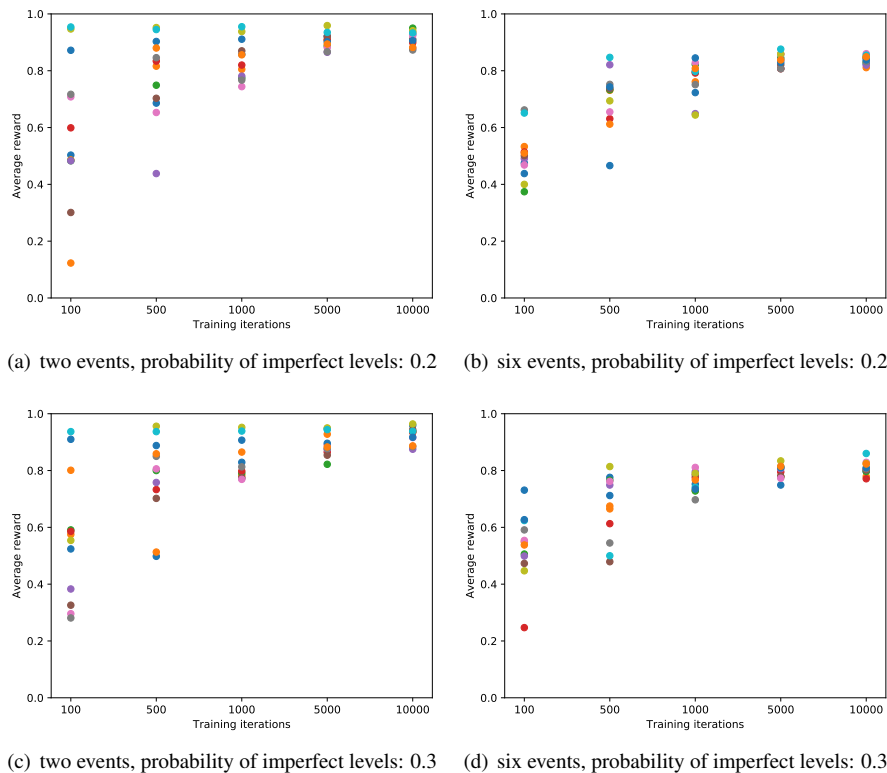 1.0
0.8
0.6
0.4
0.2
0.0
Average reward
100 500 1000 5000 10000
Training iterations
(a) two events, probability of imperfect levels: 0.2
1.0
0.8
0.6
0.4
0.2
0.0
Average reward
100 500 1000 5000 10000
Training iterations
(b) six events, probability of imperfect levels: 0.2
1.0
0.8
0.6
0.4
0.2
0.0
Average reward
100 500 1000 5000 10000
Training iterations
(c) two events, probability of imperfect levels: 0.3
1.0
0.8
0.6
0.4
0.2
0.0
Average reward
100 500 1000 5000 10000
Training iterations
(d) six events, probability of imperfect levels: 0.3